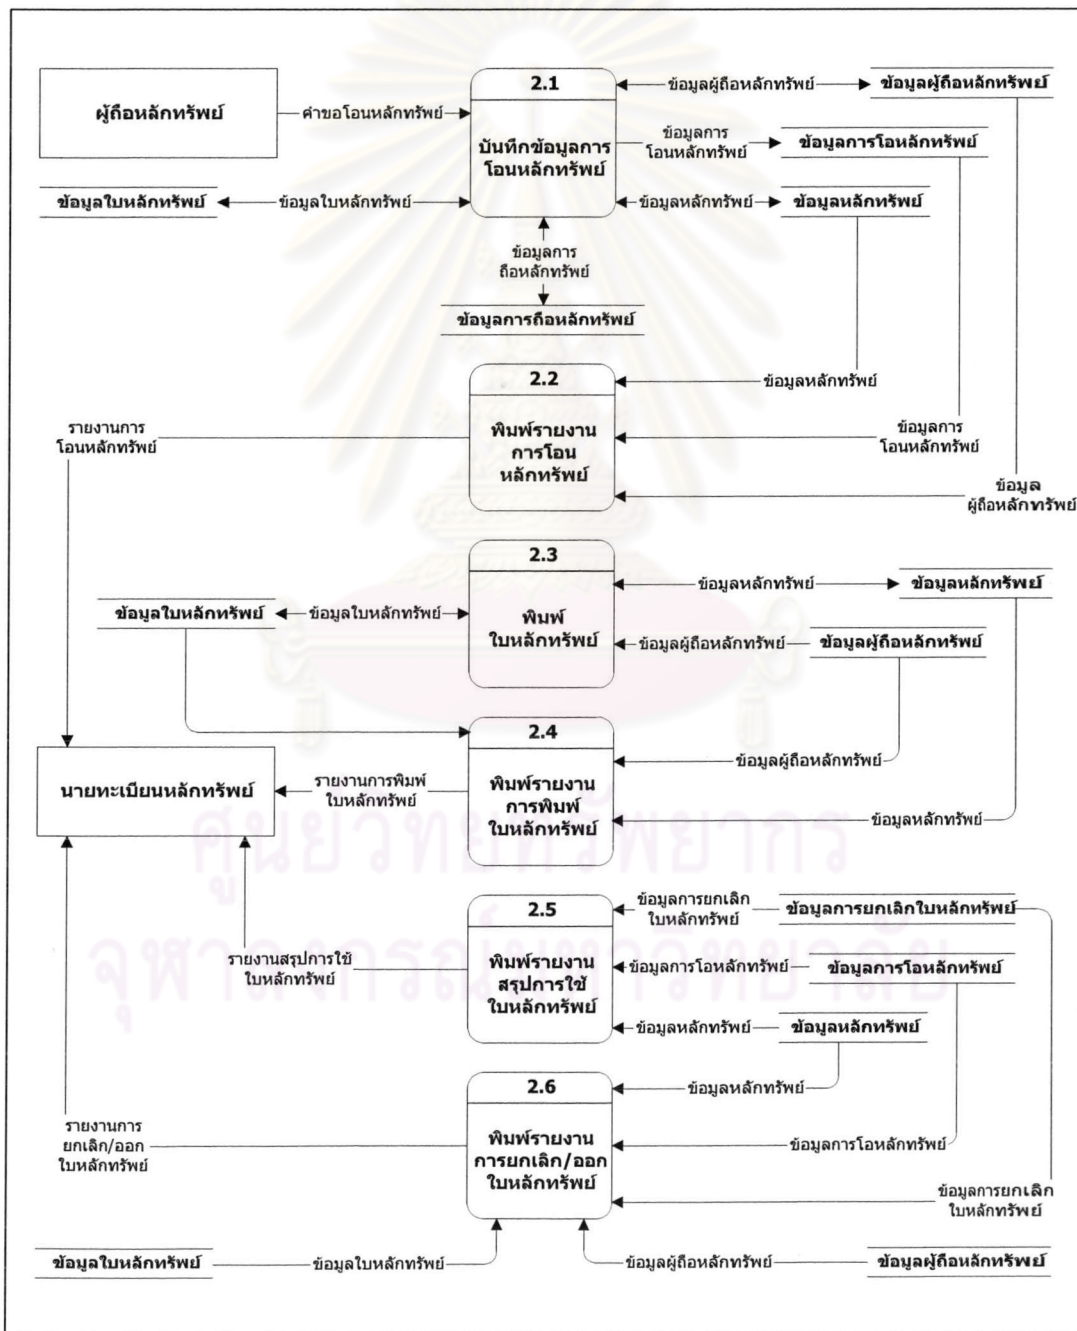 2.1
ผู้ถือหลักทรัพย์
คำขอโอนหลักทรัพย์
บันทึกข้อมูลการ
โอนหลักทรัพย์
ข้อมูลผู้ถือหลักทรัพย์
ข้อมูลผู้ถือหลักทรัพย์
ข้อมูลการ
โอนหลักทรัพย์
ข้อมูลการโอหลักทรัพย์
ข้อมูลใบหลักทรัพย์
ข้อมูลใบหลักทรัพย์
ข้อมูลหลักทรัพย์
ข้อมูลหลักทรัพย์
ข้อมูลการ
ถือหลักทรัพย์
ข้อมูลการถือหลักทรัพย์
2.2
ข้อมูลหลักทรัพย์
รายงานการ
โอนหลักทรัพย์
พิมพ์รายงาน
การโอน
หลักทรัพย์
ข้อมูลการ
โอนหลักทรัพย์
ข้อมูล
ผู้ถือหลักทรัพย์
2.3
ข้อมูลหลักทรัพย์
ข้อมูลหลักทรัพย์
ข้อมูลใบหลักทรัพย์
ข้อมูลใบหลักทรัพย์
พิมพ์
ใบหลักทรัพย์
ข้อมูลผู้ถือหลักทรัพย์
ข้อมูลผู้ถือหลักทรัพย์
2.4
ข้อมูลผู้ถือหลักทรัพย์
นายทะเบียนหลักทรัพย์
รายงานการพิมพ์
ใบหลักทรัพย์
พิมพ์รายงาน
การพิมพ์
ใบหลักทรัพย์
ข้อมูลหลักทรัพย์
ศูนย์วิทยทรัพยากร
จุฬาลงกรณ์มหาวิทยาลัย
2.5
ข้อมูลการยกเลิก
ใบหลักทรัพย์
ข้อมูลการยกเลิกใบหลักทรัพย์
รายงานสรุปการใช้
ใบหลักทรัพย์
พิมพ์รายงาน
สรุปการใช้
ใบหลักทรัพย์
ข้อมูลการโอหลักทรัพย์
ข้อมูลการโอหลักทรัพย์
ข้อมูลหลักทรัพย์
ข้อมูลหลักทรัพย์
2.6
ข้อมูลหลักทรัพย์
รายงานการ
ยกเลิก/ออก
ใบหลักทรัพย์
พิมพ์รายงาน
การยกเลิก/ออก
ใบหลักทรัพย์
ข้อมูลการโอหลักทรัพย์
ข้อมูลการยกเลิก
ใบหลักทรัพย์
ข้อมูลใบหลักทรัพย์
ข้อมูลใบหลักทรัพย์
ข้อมูลผู้ถือหลักทรัพย์
ข้อมูลผู้ถือหลักทรัพย์